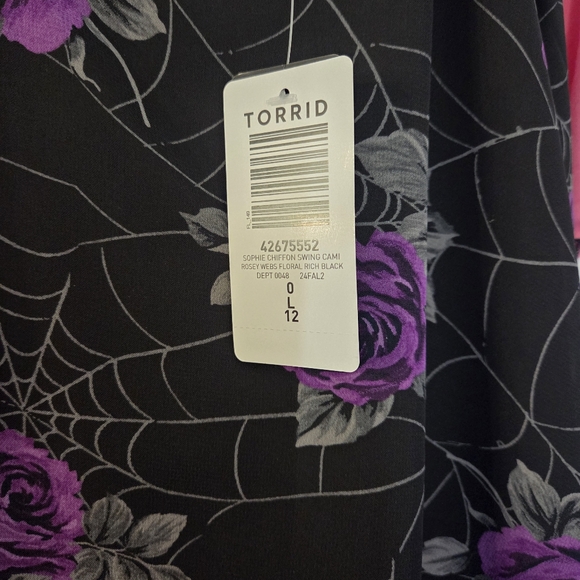 TORRID
42675552
SOPHIE CHIFFON SWING CAMI
ROSEY WEBS FLORAL RICH BLACK
DEPT 0048 24FAL2
0
L
12